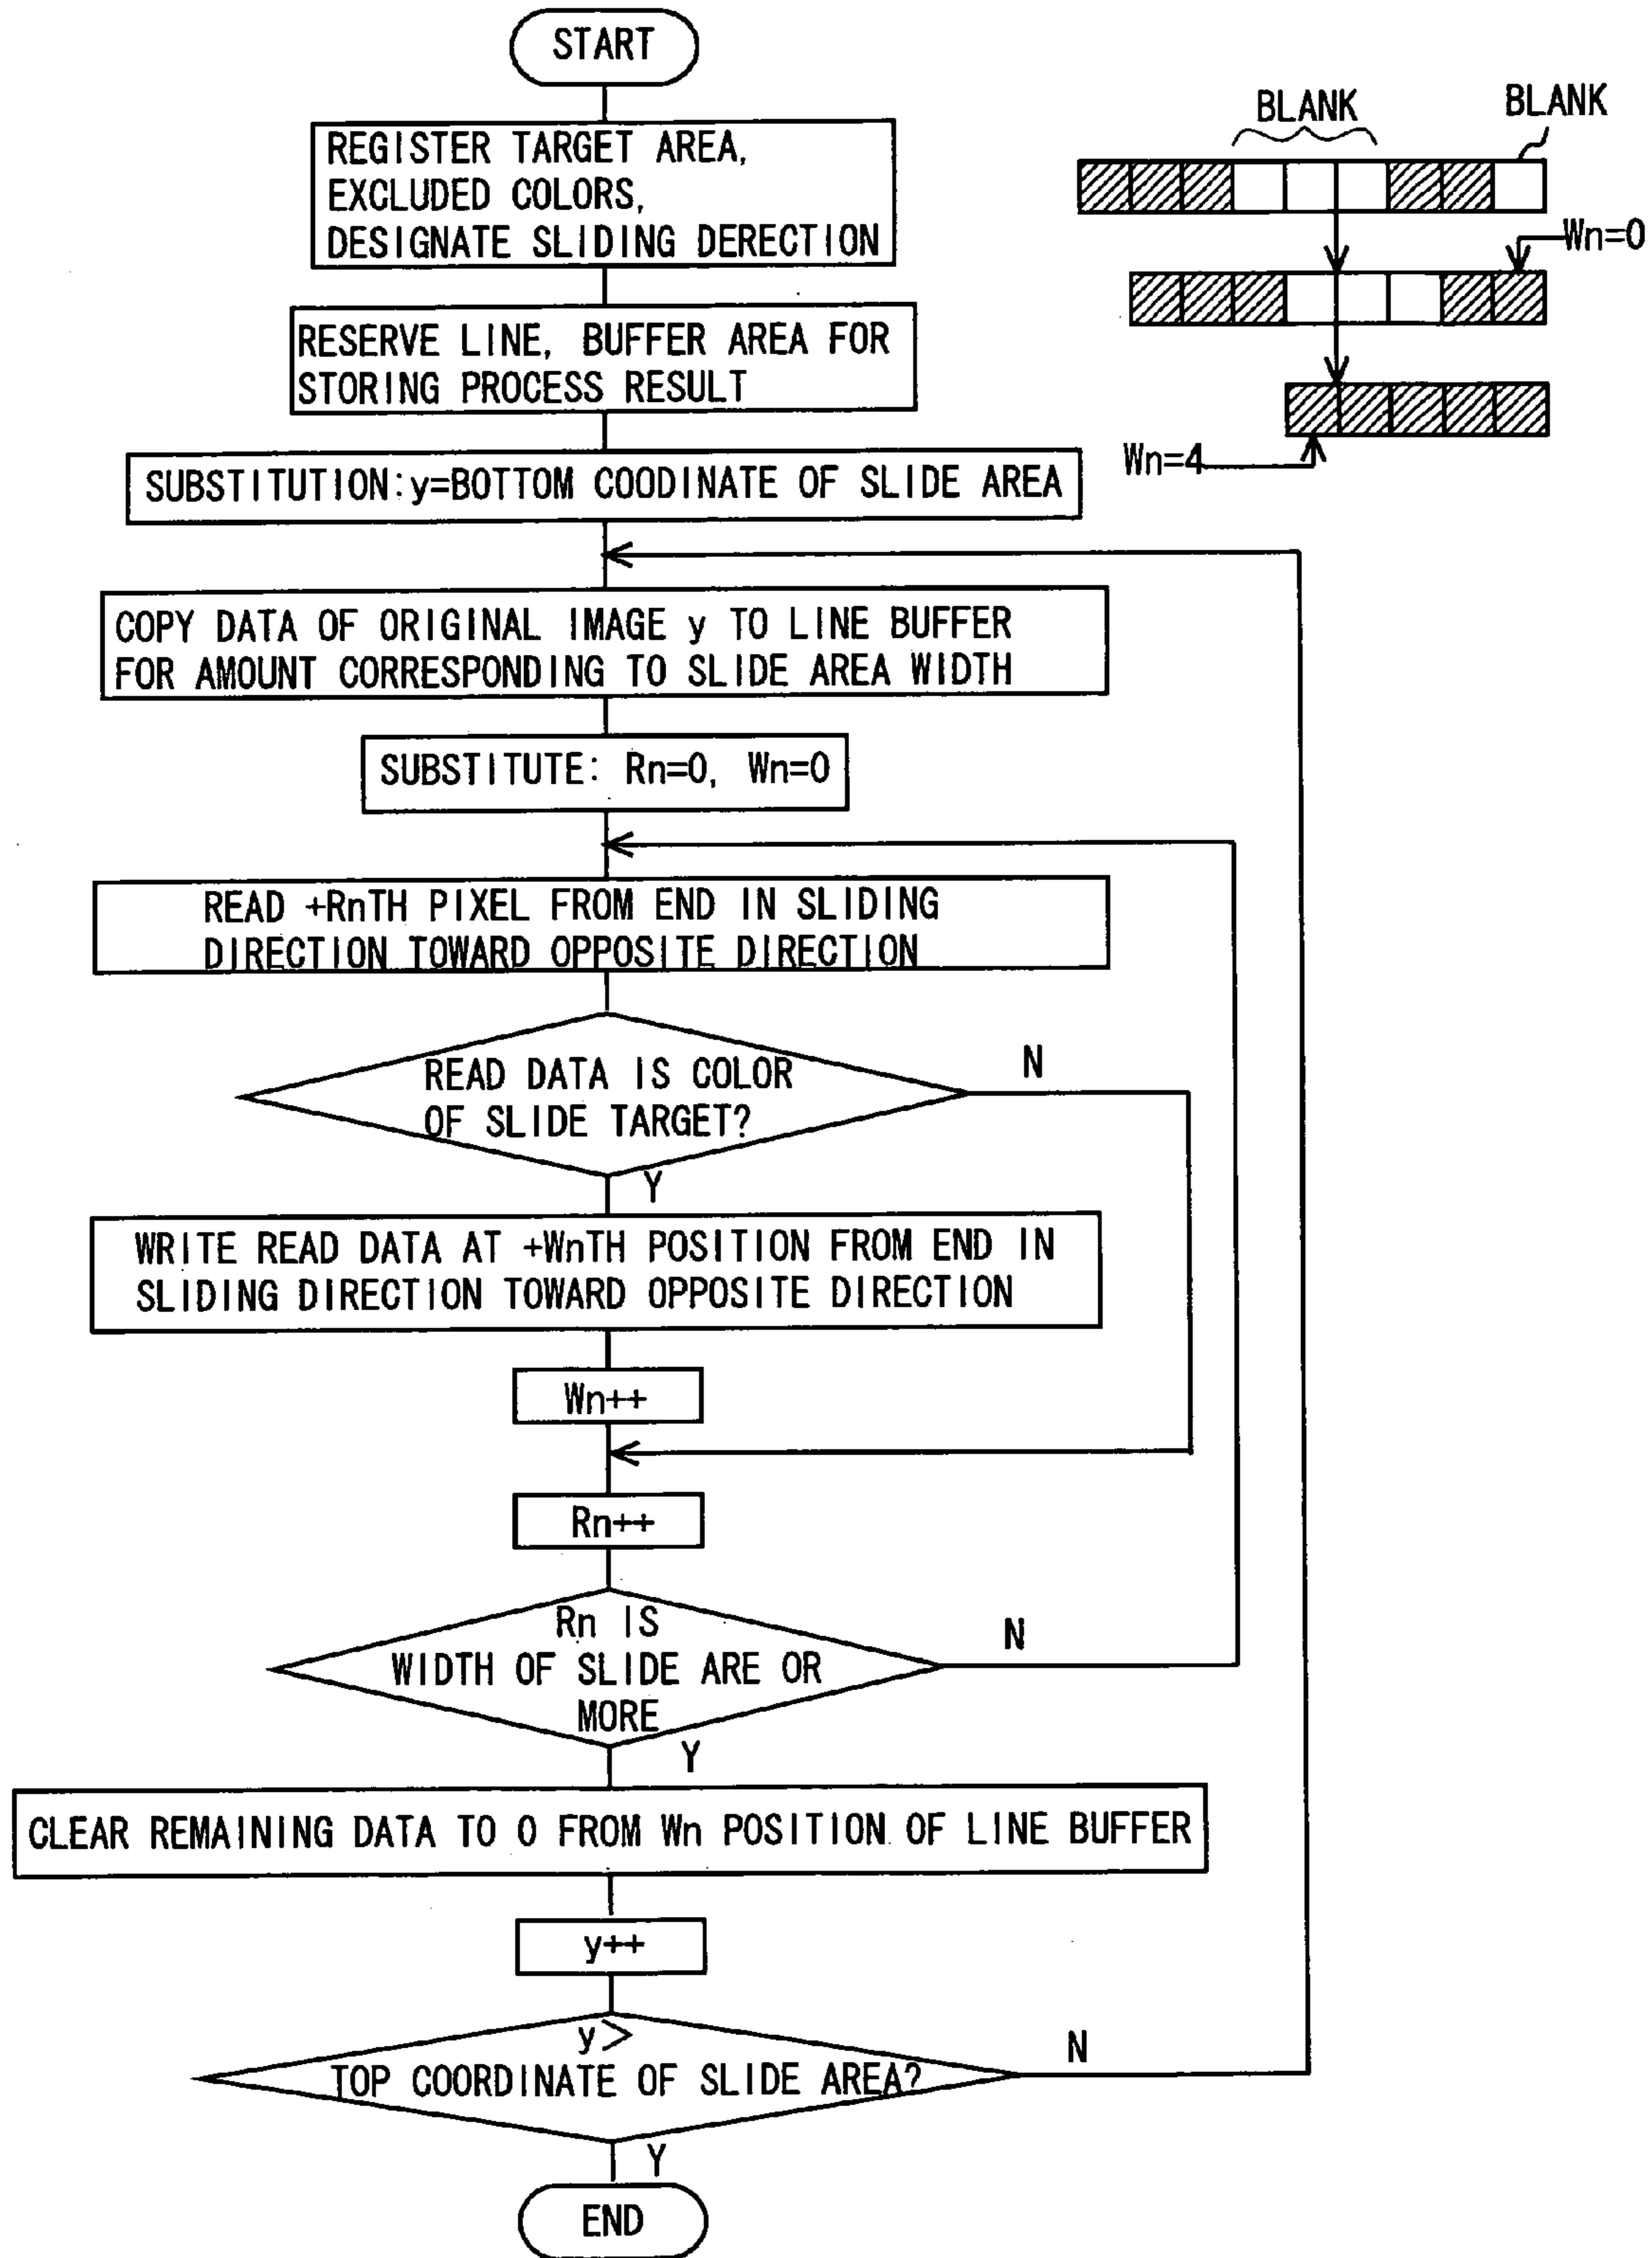 START
REGISTER TARGET AREA,
EXCLUDED COLORS,
DESIGNATE SLIDING DERECTION
RESERVE LINE, BUFFER AREA FOR
STORING PROCESS RESULT
SUBSTITUTION:y=BOTTOM COODINATE OF SLIDE AREA
COPY DATA OF ORIGINAL IMAGE y TO LINE BUFFER
FOR AMOUNT CORRESPONDING TO SLIDE AREA WIDTH
SUBSTITUTE: Rn=0, Wn=0
READ +RnTH PIXEL FROM END IN SLIDING
DIRECTION TOWARD OPPOSITE DIRECTION
READ DATA IS COLOR
OF SLIDE TARGET?
N
Y
WRITE READ DATA AT +WnTH POSITION FROM END IN
SLIDING DIRECTION TOWARD OPPOSITE DIRECTION
Wn++
Rn++
Rn IS
WIDTH OF SLIDE ARE OR
MORE
N
Y
CLEAR REMAINING DATA TO 0 FROM Wn POSITION OF LINE BUFFER
y++
y>
TOP COORDINATE OF SLIDE AREA?
N
Y
END
BLANK
BLANK
Wn=0
Wn=4